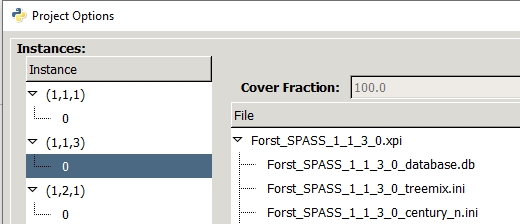 Project Options
Instances:
Instance
(1,1,1)
0
(1,1,3)
0
(1,2,1)
0
Cover Fraction: 100.0
File
Forst_SPASS_1_1_3_0.xpi
Forst_SPASS_1_1_3_0_database.db
Forst_SPASS_1_1_3_0_treemix.ini
Forst_SPASS_1_1_3_0_century_n.ini